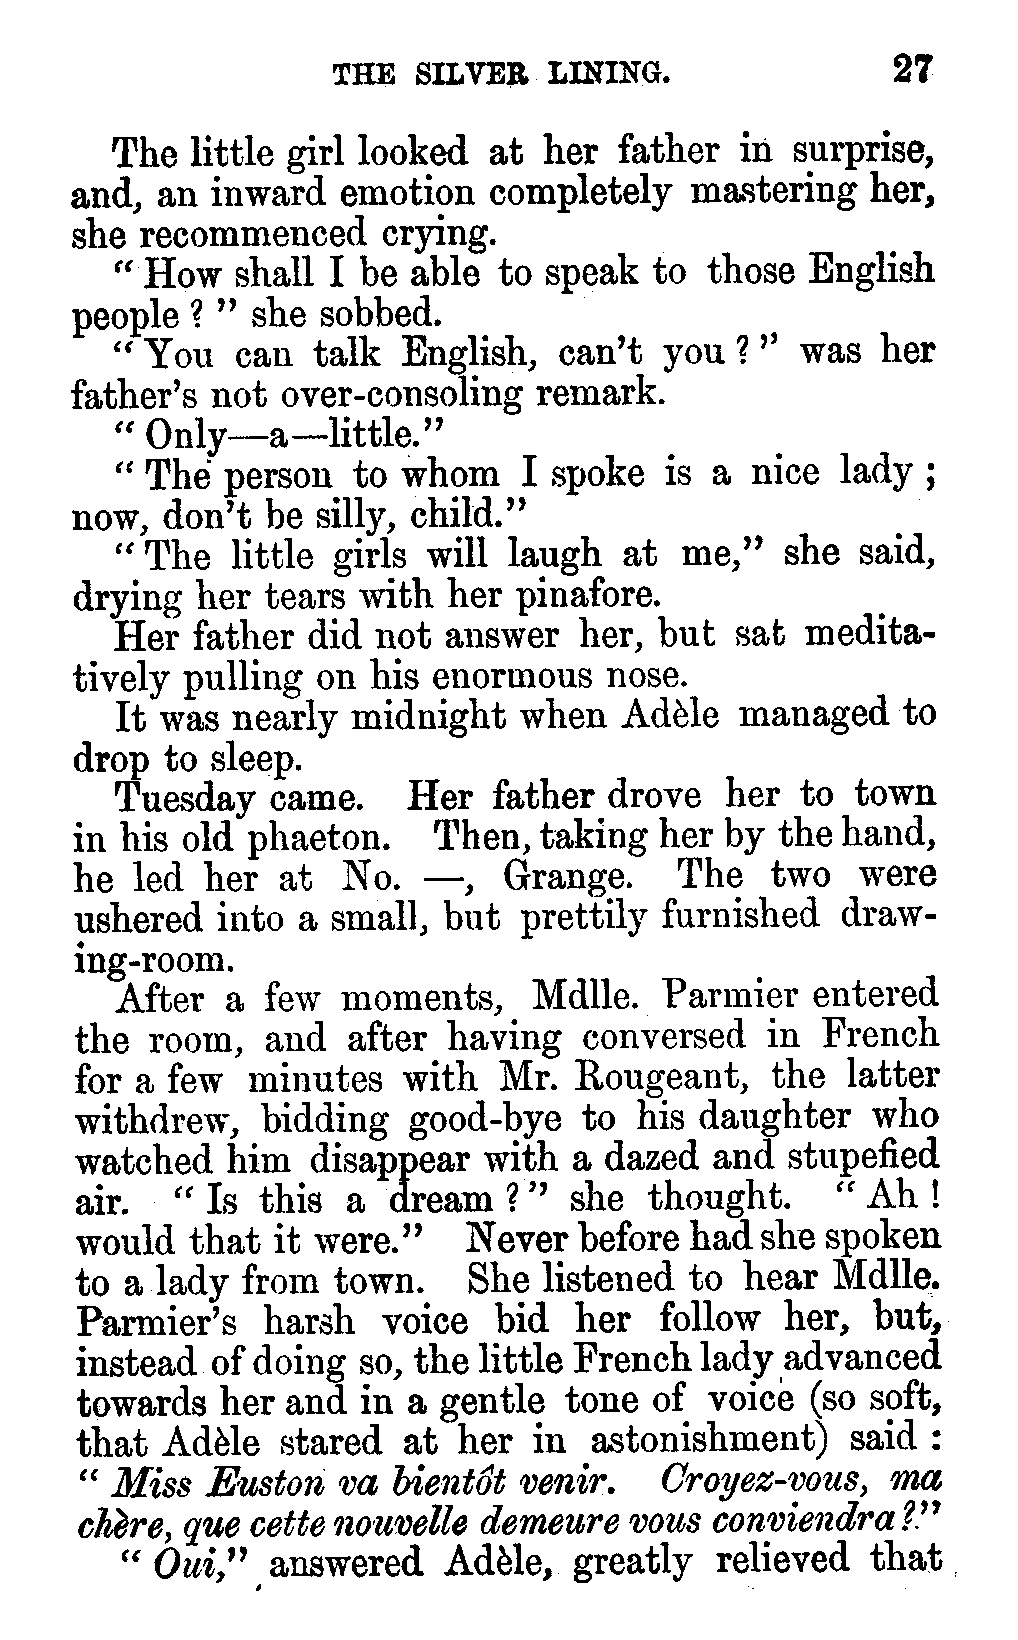 THE SILVER LINING. 27
The little girl looked at her father in surprise,
and, an inward emotion completely mastering her,
she recommenced crying.
“ How shall I be able to speak to those English
people ? ” she sobbed.
“ You can talk English, can’t you ? ” was her
father’s not over-consoling remark.
“ Only—a—little.”
“ The person to whom I spoke is a nice lady ;
now, don’t be silly, child.”
“ The little girls will laugh at me,” she said,
drying her tears with her pinafore.
Her father did not answer her, but sat medita-
tively pulling on his enormous nose.
It was nearly midnight when Adèle managed to
drop to sleep.
Tuesday came. Her father drove her to town
in his old phaeton. Then, taking her by the hand,
he led her at No. —, Grange. The two were
ushered into a small, but prettily furnished draw-
ing-room.
After a few moments, Mdlle. Parmier entered
the room, and after having conversed in French
for a few minutes with Mr. Rougeant, the latter
withdrew, bidding good-bye to his daughter who
watched him disappear with a dazed and stupefied
air. “ Is this a dream ? ” she thought. “ Ah !
would that it were.” Never before had she spoken
to a lady from town. She listened to hear Mdlle.
Parmier’s harsh voice bid her follow her, but,
instead of doing so, the little French lady advanced
towards her and in a gentle tone of voice (so soft,
that Adèle stared at her in astonishment) said :
“ Miss Euston va bientôt venir. Croyez-vous, ma
chère, que cette nouvelle demeure vous conviendra ?.”
“ Oui,” answered Adèle, greatly relieved that